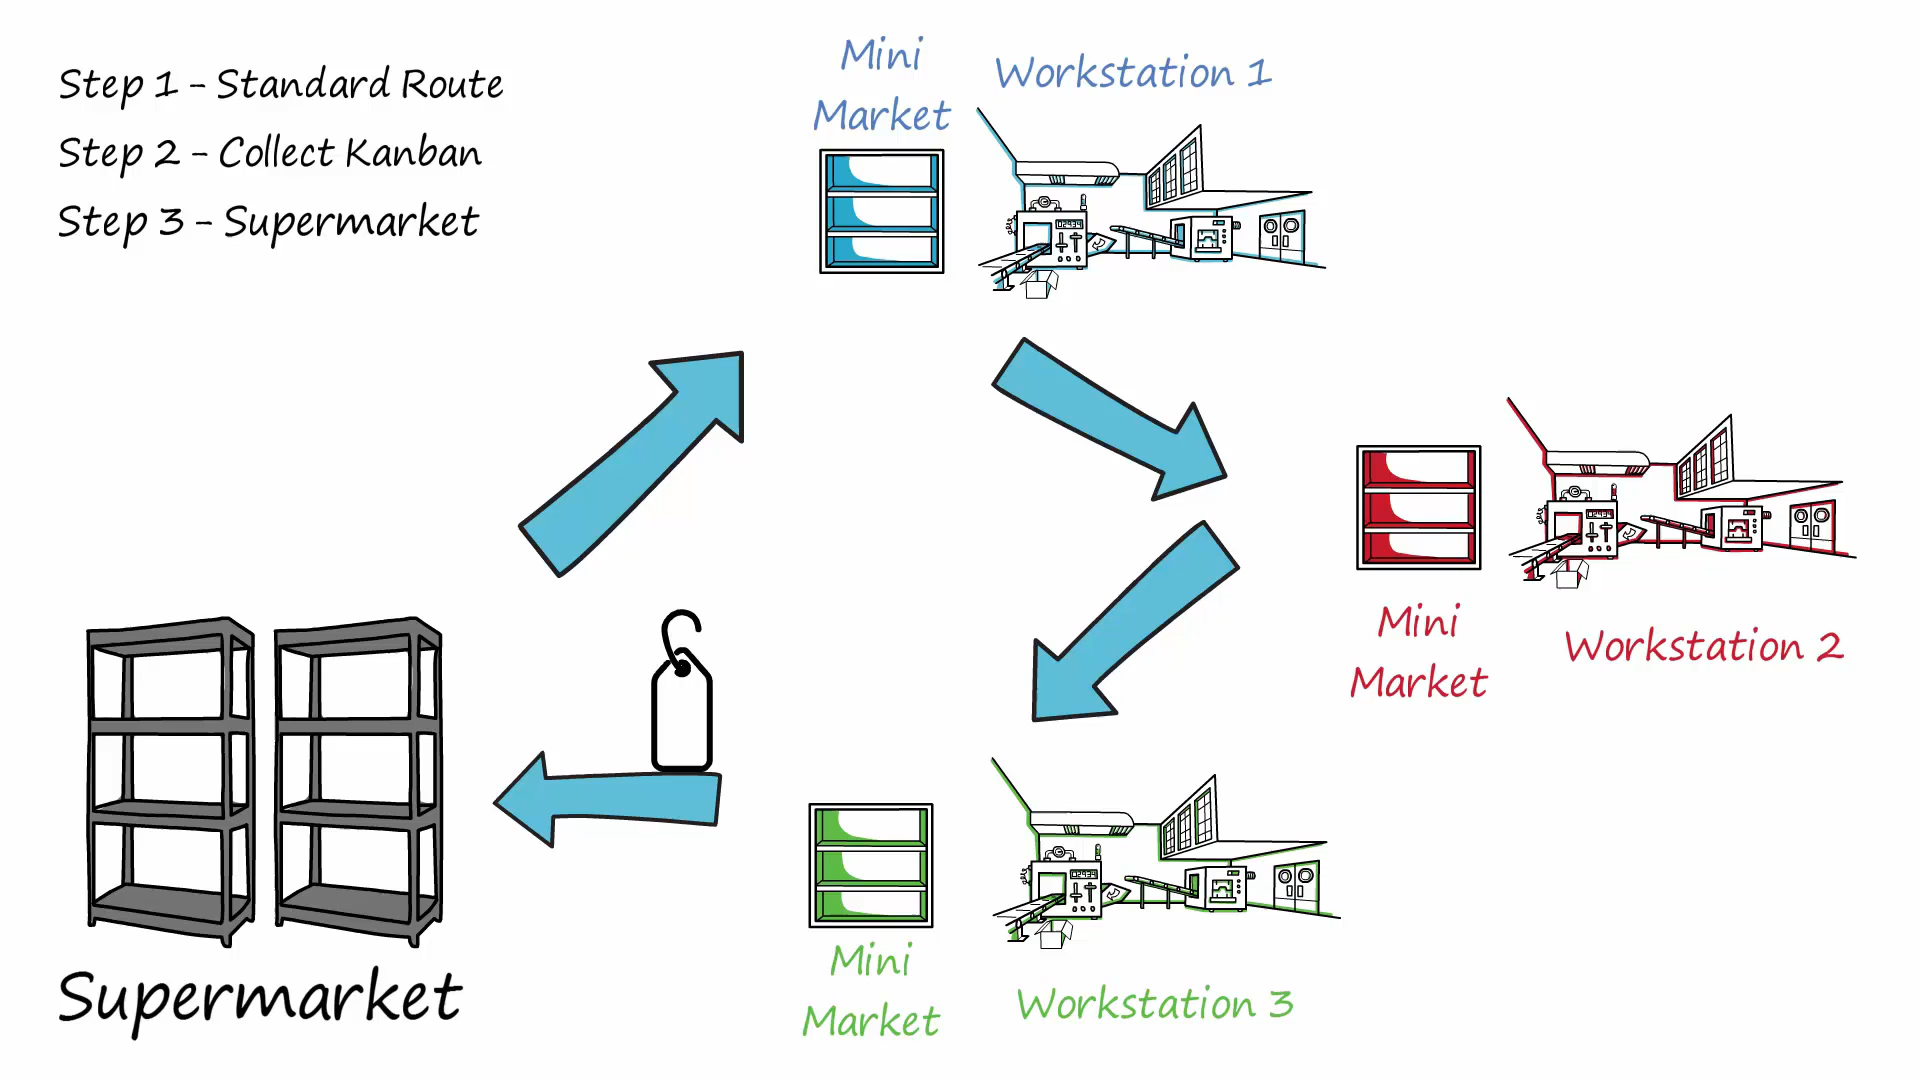 Step 1 - Standard Route
Step 2 - Collect Kanban
Step 3 - Supermarket
Mini
Market
Workstation 1
Mini
Market
Workstation 2
Mini
Market
Workstation 3
Supermarket